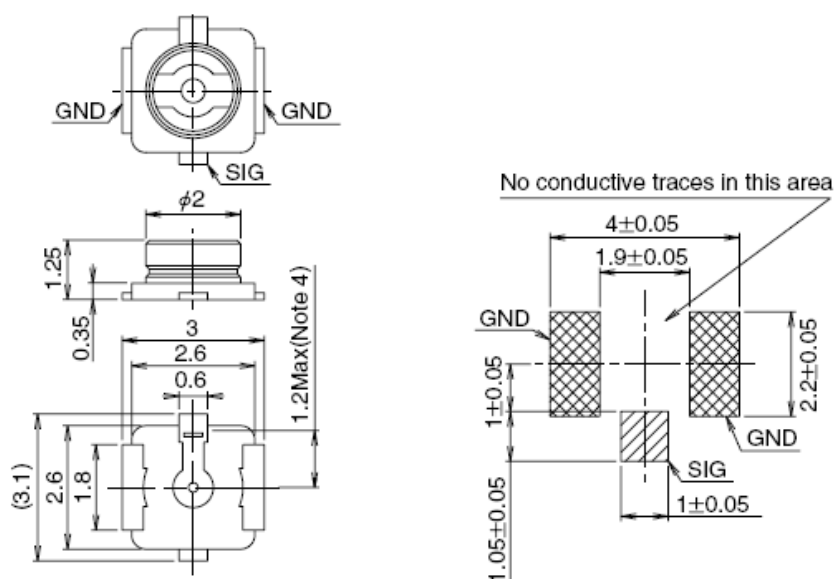 GND
GND
SIG
ϕ2
1.25
0.35
3
2.6
0.6
1.2Max(Note 4)
(3.1)
2.6
1.8
No conductive traces in this area
4±0.05
1.9±0.05
GND
2.2±0.05
1±0.05
GND
SIG
1±0.05
1.05±0.05